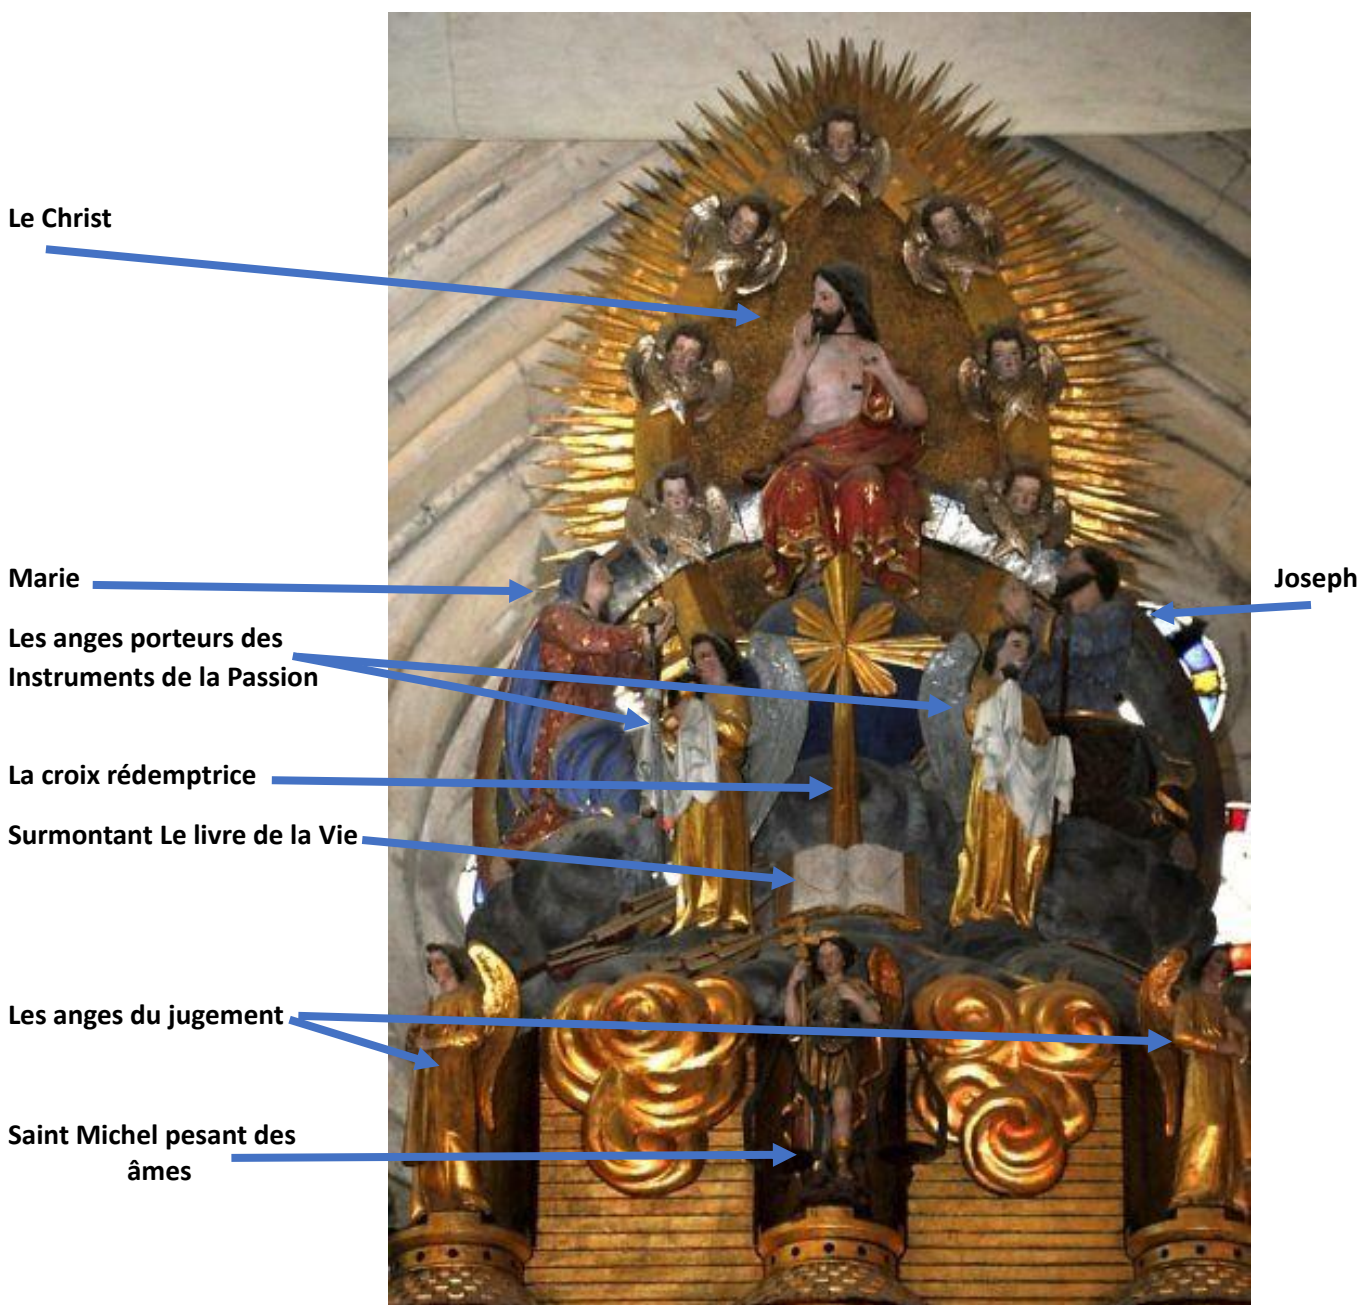 Le Christ
Marie
Joseph
Les anges porteurs des
Instruments de la Passion
La croix rédemptrice
Surmontant Le livre de la Vie
Les anges du jugement
Saint Michel pesant des
âmes